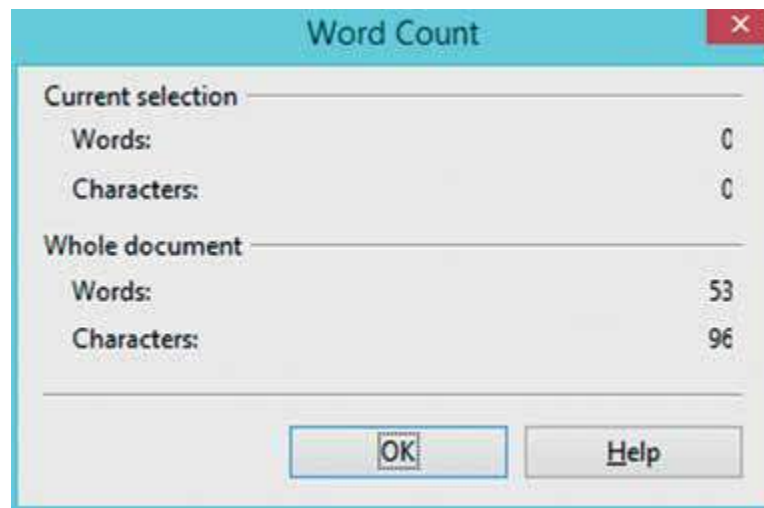 Word Count
Current selection
Words: 0
Characters: 0
Whole document
Words: 53
Characters: 96
OK Help